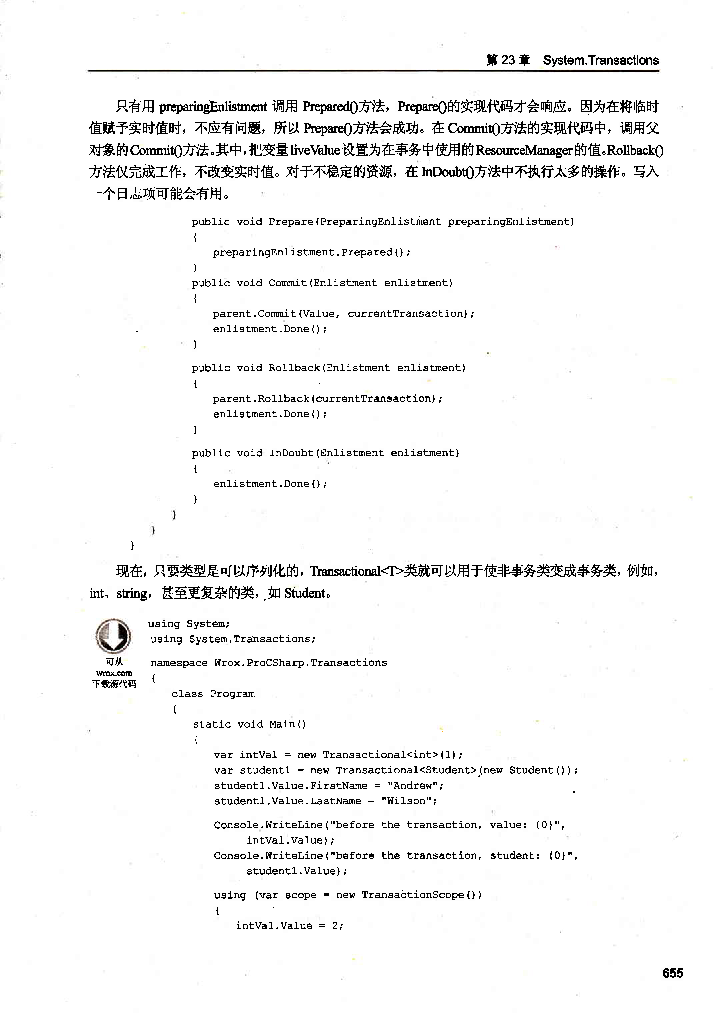 第 23 章 System.Transactions
只有用 preparingEnlistment 调用 Prepared()方法，Prepare()的实现代码才会响应。因为在将临时
值赋予实时值时，不应有问题，所以 Prepare()方法会成功。在 Commit()方法的实现代码中，调用父
对象的 Commit()方法。其中，把变量 liveValue 设置为在事务中使用的 ResourceManager 的值。Rollback()
方法仅完成工作，不改变实时值。对于不稳定的资源，在 InDoubt()方法中不执行太多的操作。写入
一个日志项可能会有用。
public void Prepare(PreparingEnlistment preparingEnlistment)
{
preparingEnlistment.Prepared();
}
public void Commit(Enlistment enlistment)
{
parent.Commit(Value, currentTransaction);
enlistment.Done();
}
public void Rollback(Enlistment enlistment)
{
parent.Rollback(currentTransaction);
enlistment.Done();
}
public void InDoubt(Enlistment enlistment)
{
enlistment.Done();
}
}
}
}
现在，只要类型是可以序列化的，Transactional<T>类就可以用于使非事务类变成事务类，例如，
int、string，甚至更复杂的类，如 Student。
using System;
using System.Transactions;
可从
wrox.com
下载源代码
namespace Wrox.ProCSharp.Transactions
{
class Program
{
static void Main()
{
var intVal = new Transactional<int>(1);
var student1 = new Transactional<Student>(new Student());
student1.Value.FirstName = "Andrew";
student1.Value.LastName = "Wilson";
Console.WriteLine("before the transaction, value: {0}",
intVal.Value);
Console.WriteLine("before the transaction, student: {0}",
student1.Value);
using (var scope = new TransactionScope())
{
intVal.Value = 2;
655